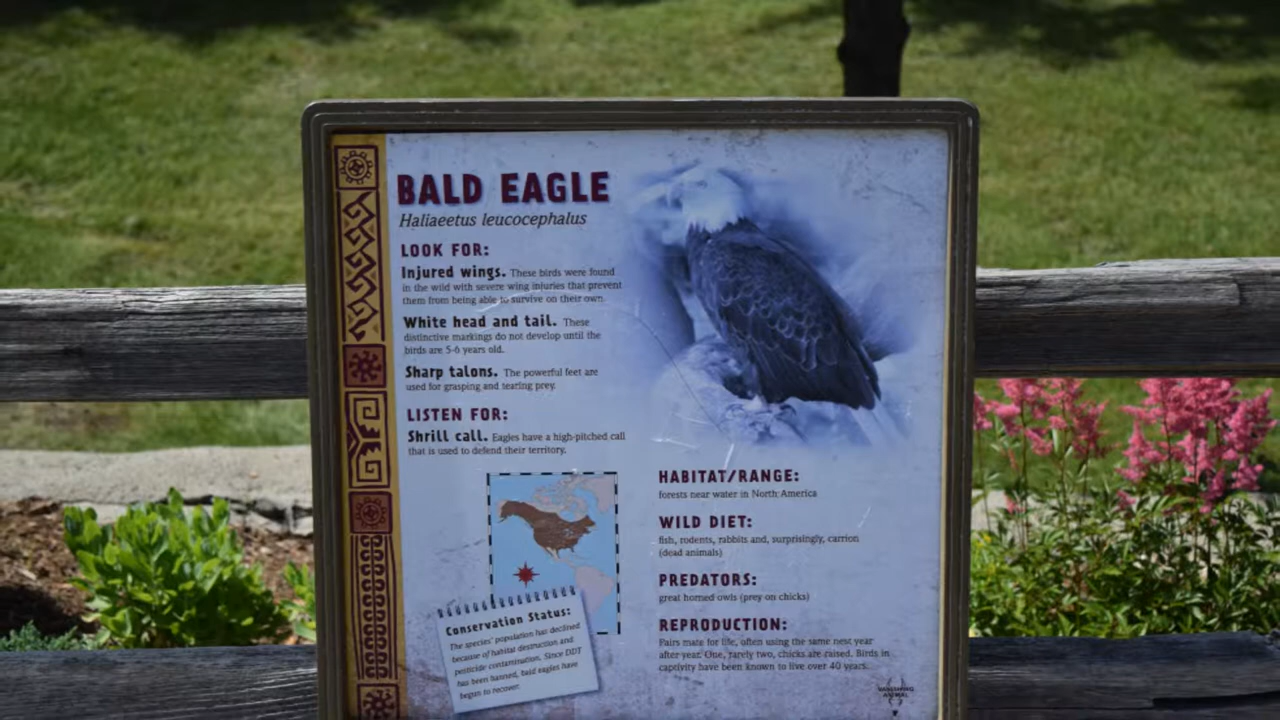 BALD EAGLE
Haliaeetus leucocephalus
LOOK FOR:
Injured wings. These birds were found
in the wild with severe wing injuries that prevent
them from being able to survive on their own.
White head and tail. These
distinctive markings do not develop until the
birds are 5-6 years old.
Sharp talons. The powerful feet are
used for grasping and tearing prey.
LISTEN FOR:
Shrill call. Eagles have a high-pitched call
that is used to defend their territory.
Conservation Status:
The species' population has declined
because of habitat destruction and
pesticide contamination. Since DDT
has been banned, bald eagles have
begun to recover.
HABITAT/RANGE:
forests near water in North America
WILD DIET:
fish, rodents, rabbits and, surprisingly, carrion
(dead animals)
PREDATORS:
great horned owls (prey on chicks)
REPRODUCTION:
Pairs mate for life, often using the same nest year
after year. One, rarely two, chicks are raised. Birds in
captivity have been known to live over 40 years.
VANISHING
ANIMAL